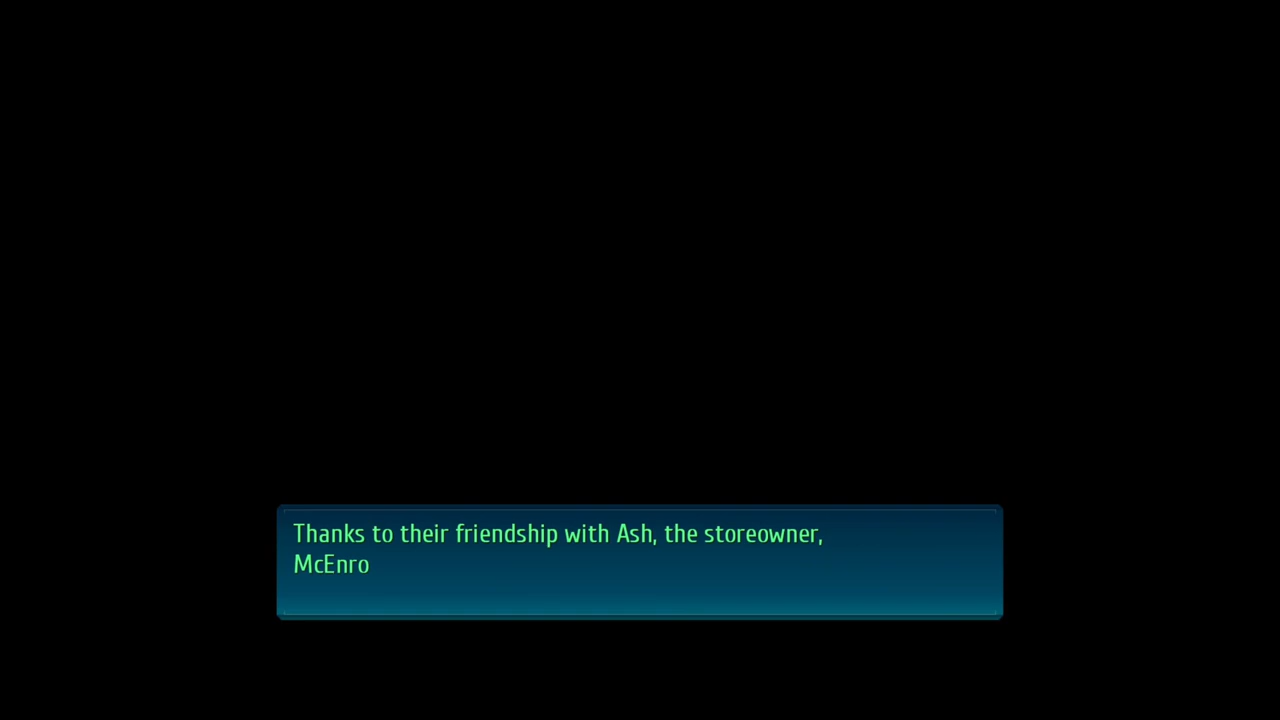 Thanks to their friendship with Ash, the storeowner,
McEnro